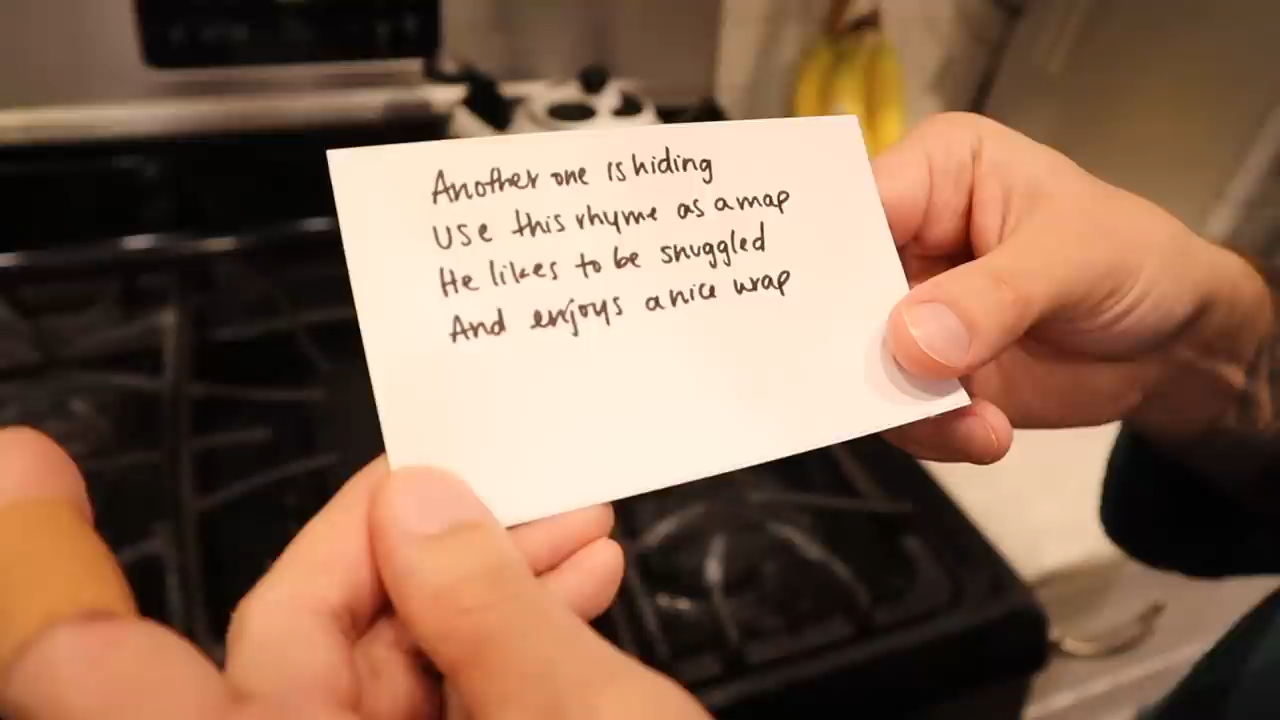 Another one is hiding
Use this rhyme as a map
He likes to be snuggled
And enjoys a nice wrap